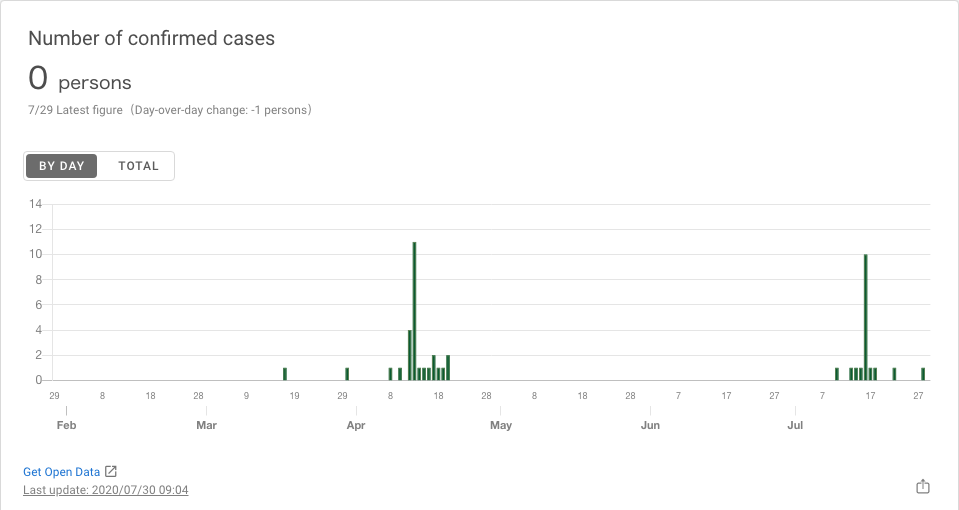 Number of confirmed cases
0 persons
7/29 Latest figure（Day-over-day change: -1 persons）
BY DAY TOTAL
14
12
10
8
6
4
2
0
29 8 18 28 9 19 29 8 18 28 8 18 28 7 17 27 7 17 27
Feb Mar Apr May Jun Jul
Get Open Data
Last update: 2020/07/30 09:04